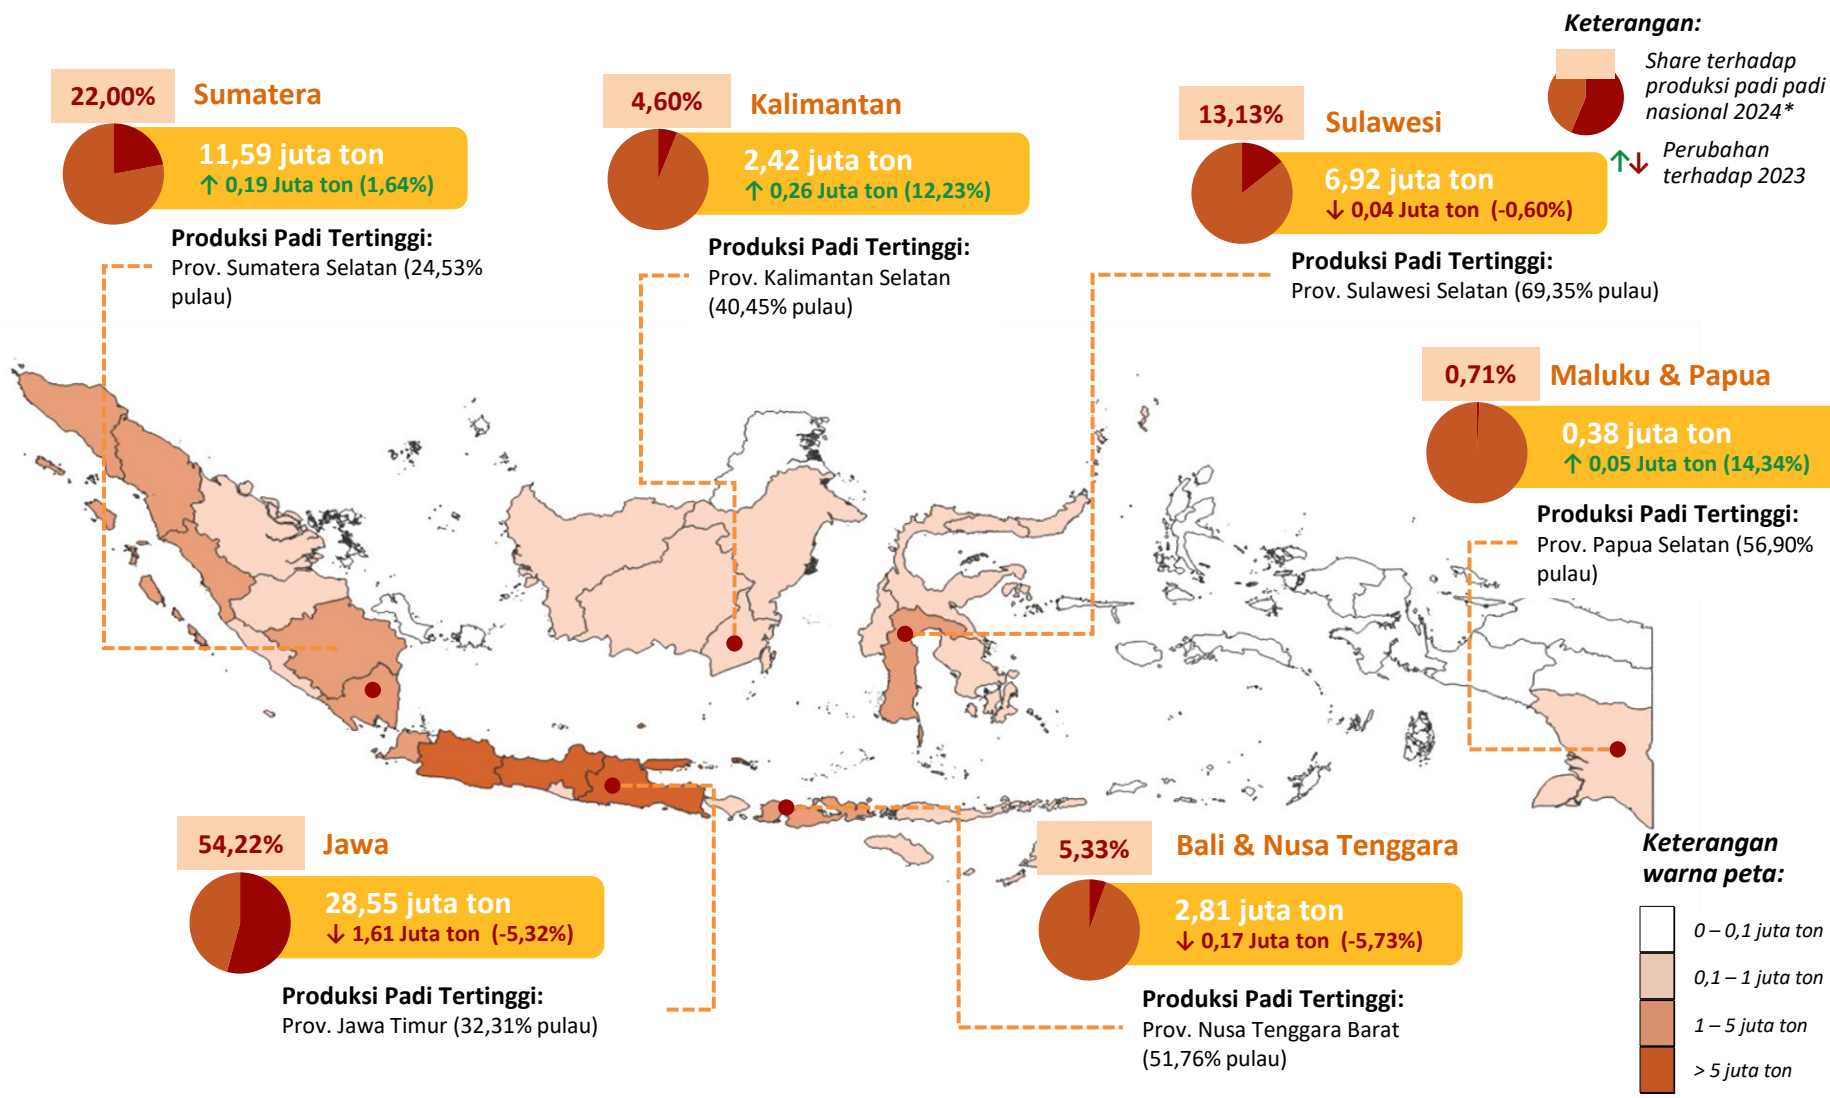 Keterangan:
Share terhadap
produksi padi padi
nasional 2024*
Perubahan
terhadap 2023
22,00%
Sumatera
11,59 juta ton
↑ 0,19 Juta ton (1,64%)
Produksi Padi Tertinggi:
Prov. Sumatera Selatan (24,53%
pulau)
4,60%
Kalimantan
2,42 juta ton
↑ 0,26 Juta ton (12,23%)
Produksi Padi Tertinggi:
Prov. Kalimantan Selatan
(40,45% pulau)
13,13%
Sulawesi
6,92 juta ton
↓ 0,04 Juta ton (-0,60%)
Produksi Padi Tertinggi:
Prov. Sulawesi Selatan (69,35% pulau)
0,71%
Maluku & Papua
0,38 juta ton
↑ 0,05 Juta ton (14,34%)
Produksi Padi Tertinggi:
Prov. Papua Selatan (56,90%
pulau)
54,22%
Jawa
28,55 juta ton
↓ 1,61 Juta ton (-5,32%)
Produksi Padi Tertinggi:
Prov. Jawa Timur (32,31% pulau)
5,33%
Bali & Nusa Tenggara
2,81 juta ton
↓ 0,17 Juta ton (-5,73%)
Produksi Padi Tertinggi:
Prov. Nusa Tenggara Barat
(51,76% pulau)
Keterangan
warna peta:
0 – 0,1 juta ton
0,1 – 1 juta ton
1 – 5 juta ton
> 5 juta ton